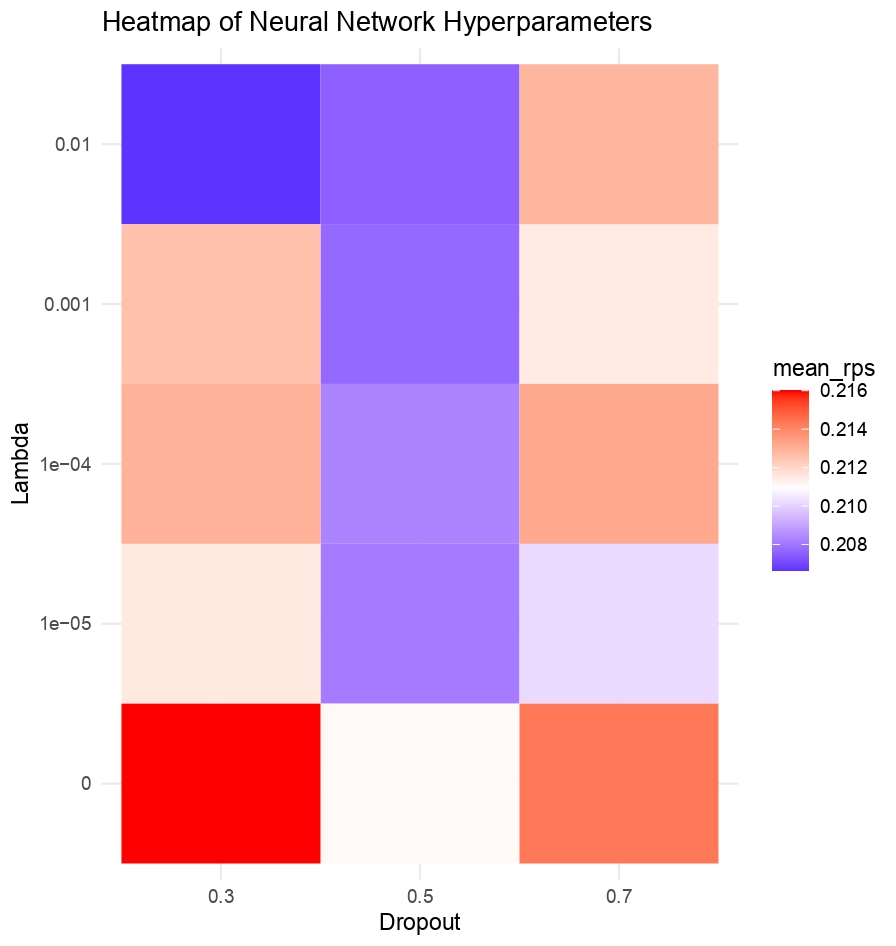 Heatmap of Neural Network Hyperparameters
0.01
0.001
1e−04
1e−05
0
Lambda
0.3
0.5
0.7
Dropout
mean_rps
0.216
0.214
0.212
0.210
0.208